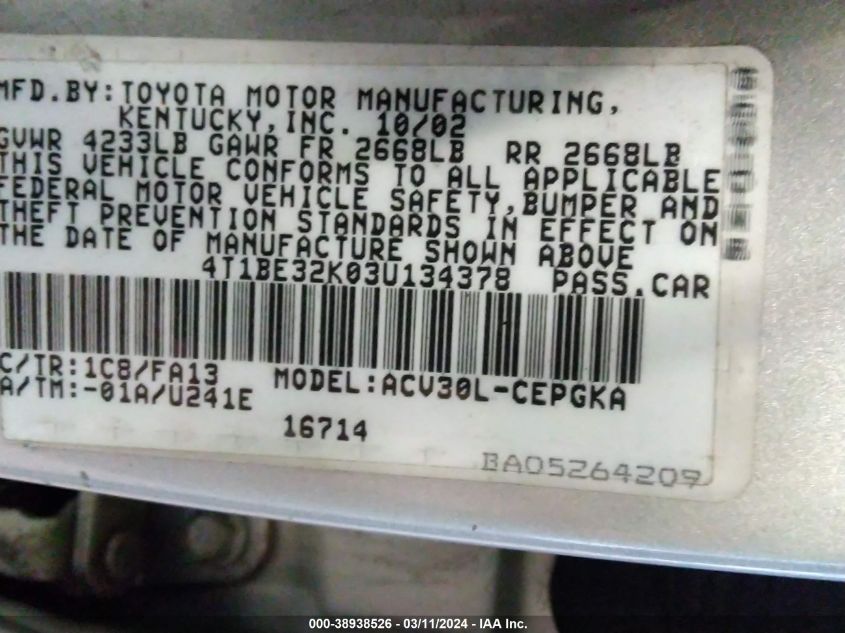 MFD.BY:TOYOTA MOTOR MANUFACTURING,
KENTUCKY,INC. 10/02
GVWR 4233LB GAWR FR 2668LB RR 2668LB
THIS VEHICLE CONFORMS TO ALL APPLICABLE
FEDERAL MOTOR VEHICLE SAFETY,BUMPER AND
THEFT PREVENTION STANDARDS IN EFFECT ON
THE DATE OF MANUFACTURE SHOWN ABOVE
4T1BE32K03U134378 PASS.CAR
C/TR:1C8/FA13 MODEL:ACV30L-CEPGKA
A/TM:-01A/U241E
16714
BA05264209
000-38938526 - 03/11/2024 - IAA Inc.